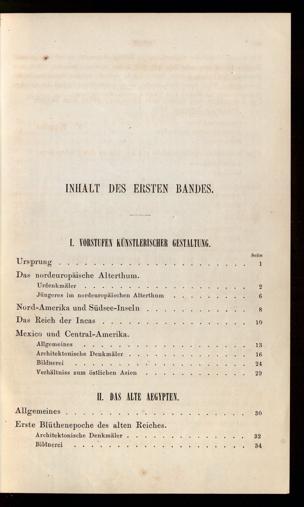 INHALT DES ERSTEN BANDES.
I. VORSTUFEN KÜNSTLERISCHER GESTALTUNG.
Seite
Ursprung . . . . . . . . . . . . . . . . . . 1
Das nordeuropäische Alterthum.
Urdenkmäler . . . . . . . . . . . . . . . 2
Jüngeres im nordeuropäischen Alterthum . . . . . . . 6
Nord-Amerika und Südsee-Inseln . . . . . . . . . 8
Das Reich der Incas . . . . . . . . . . . . . 10
Mexico und Central-Amerika.
Allgemeines . . . . . . . . . . . . . . . 13
Architektonische Denkmäler . . . . . . . . . . . 16
Bildnerei . . . . . . . . . . . . . . . . 24
Verhältniss zum östlichen Asien . . . . . . . . . . 29
II. DAS ALTE AEGYPTEN.
Allgemeines . . . . . . . . . . . . . . . . 30
Erste Blüthenepoche des alten Reiches.
Architektonische Denkmäler . . . . . . . . . . . 32
Bildnerei . . . . . . . . . . . . . . . . 34